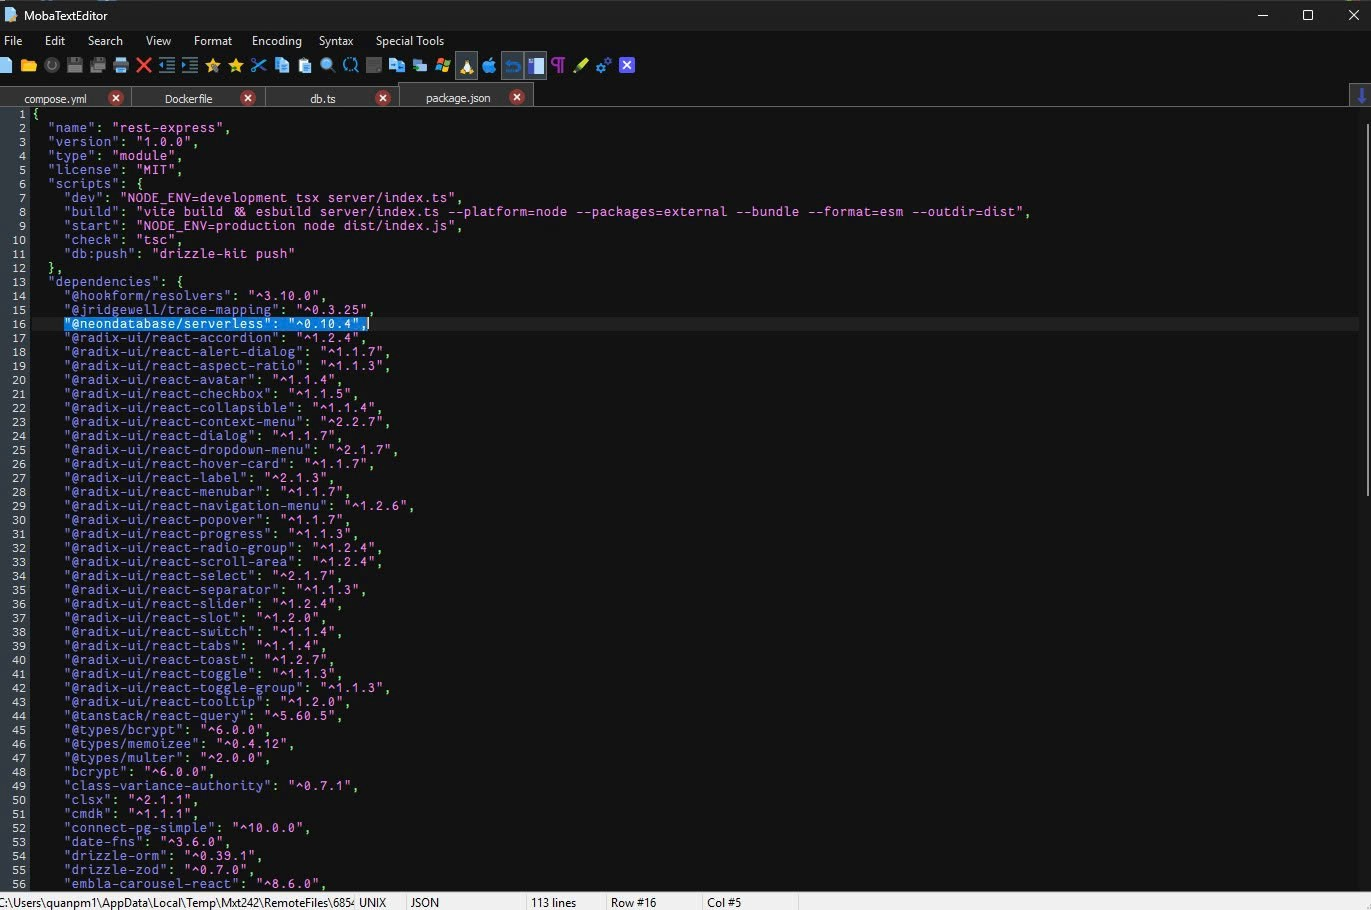 MobaTextEditor
File Edit Search View Format Encoding Syntax Special Tools
compose.yml Dockerfile db.ts package.json
1 {
2 "name": "rest-express",
3 "version": "1.0.0",
4 "type": "module",
5 "license": "MIT",
6 "scripts": {
7 "dev": "NODE_ENV=development tsx server/index.ts",
8 "build": "vite build && esbuild server/index.ts --platform=node --packages=external --bundle --format=esm --outdir=dist",
9 "start": "NODE_ENV=production node dist/index.js",
10 "check": "tsc",
11 "db:push": "drizzle-kit push"
12 },
13 "dependencies": {
14 "@hookform/resolvers": "^3.10.0",
15 "@jridgewell/trace-mapping": "^0.3.25",
16 "@neondatabase/serverless": "^0.10.4",
17 "@radix-ui/react-accordion": "^1.2.4",
18 "@radix-ui/react-alert-dialog": "^1.1.7",
19 "@radix-ui/react-aspect-ratio": "^1.1.3",
20 "@radix-ui/react-avatar": "^1.1.4",
21 "@radix-ui/react-checkbox": "^1.1.5",
22 "@radix-ui/react-collapsible": "^1.1.4",
23 "@radix-ui/react-context-menu": "^2.2.7",
24 "@radix-ui/react-dialog": "^1.1.7",
25 "@radix-ui/react-dropdown-menu": "^2.1.7",
26 "@radix-ui/react-hover-card": "^1.1.7",
27 "@radix-ui/react-label": "^2.1.3",
28 "@radix-ui/react-menubar": "^1.1.7",
29 "@radix-ui/react-navigation-menu": "^1.2.6",
30 "@radix-ui/react-popover": "^1.1.7",
31 "@radix-ui/react-progress": "^1.1.3",
32 "@radix-ui/react-radio-group": "^1.2.4",
33 "@radix-ui/react-scroll-area": "^1.2.4",
34 "@radix-ui/react-select": "^2.1.7",
35 "@radix-ui/react-separator": "^1.1.3",
36 "@radix-ui/react-slider": "^1.2.4",
37 "@radix-ui/react-slot": "^1.2.0",
38 "@radix-ui/react-switch": "^1.1.4",
39 "@radix-ui/react-tabs": "^1.1.4",
40 "@radix-ui/react-toast": "^1.2.7",
41 "@radix-ui/react-toggle": "^1.1.3",
42 "@radix-ui/react-toggle-group": "^1.1.3",
43 "@radix-ui/react-tooltip": "^1.2.0",
44 "@tanstack/react-query": "^5.60.5",
45 "@types/bcrypt": "^6.0.0",
46 "@types/memoizee": "^0.4.12",
47 "@types/multer": "^2.0.0",
48 "bcrypt": "^6.0.0",
49 "class-variance-authority": "^0.7.1",
50 "clsx": "^2.1.1",
51 "cmdk": "^1.1.1",
52 "connect-pg-simple": "^10.0.0",
53 "date-fns": "^3.6.0",
54 "drizzle-orm": "^0.39.1",
55 "drizzle-zod": "^0.7.0",
56 "embla-carousel-react": "^8.6.0",
C:\Users\quanpm1\AppData\Local\Temp\Mxt242\RemoteFiles\6854 UNIX JSON 113 lines Row #16 Col #5